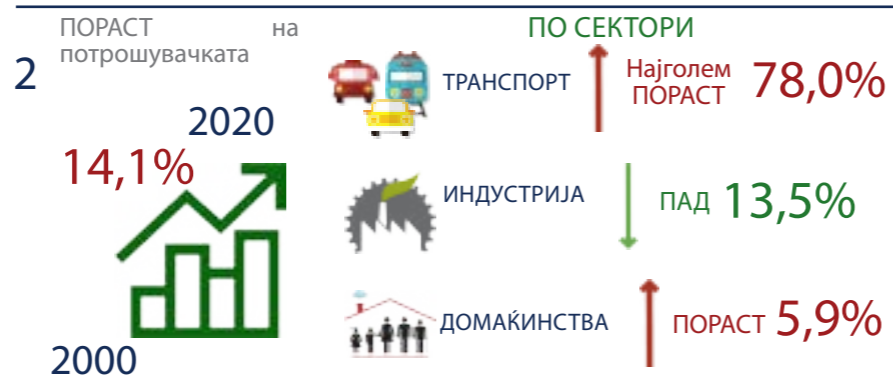 ПОРАСТ на
потрошувачката
2
2020
14,1%
2000
ПО СЕКТОРИ
ТРАНСПОРТ
Најголем
ПОРАСТ
78,0%
ИНДУСТРИЈА
ПАД 13,5%
ДОМАЌИНСТВА
ПОРАСТ 5,9%